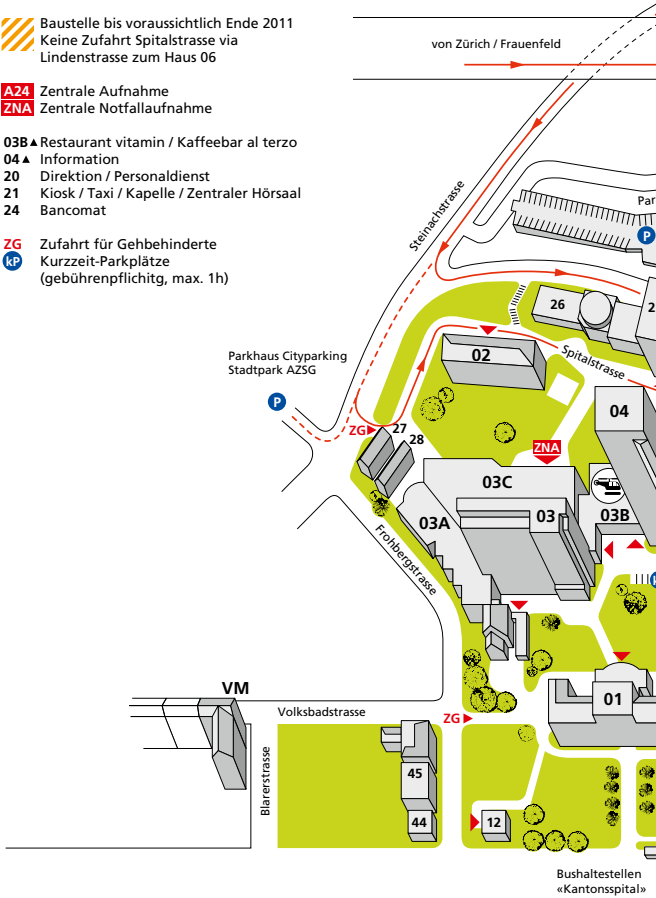 Baustelle bis voraussichtlich Ende 2011
Keine Zufahrt Spitalstrasse via
Lindenstrasse zum Haus 06
A24 Zentrale Aufnahme
ZNA Zentrale Notfallaufnahme
03B Restaurant vitamin / Kaffeebar al terzo
04 Information
20 Direktion / Personaldienst
21 Kiosk / Taxi / Kapelle / Zentraler Hörsaal
24 Bancomat
ZG Zufahrt für Gehbehinderte
kP Kurzzeit-Parkplätze
(gebührenpflichitg, max. 1h)
von Zürich / Frauenfeld
Steinachstrasse
P
26
02
Spitalstrasse
Parkhaus Cityparking
Stadtpark AZSG
P
04
ZG
27
28
ZNA
03C
03A
03
03B
Frohbergstrasse
VM
01
Volksbadstrasse
ZG
Blarerstrasse
45
44
12
Bushaltestellen
«Kantonsspital»